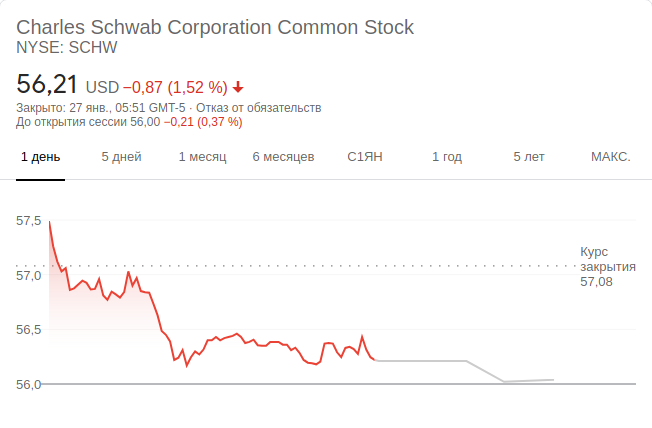 Charles Schwab Corporation Common Stock
NYSE: SCHW
56,21 USD −0,87 (1,52 %)
Закрыто: 27 янв., 05:51 GMT-5 · Отказ от обязательств
До открытия сессии 56,00 −0,21 (0,37 %)
1 день 5 дней 1 месяц 6 месяцев С1ЯН 1 год 5 лет МАКС.
57,5
57,0
56,5
56,0
Курс
закрытия
57,08